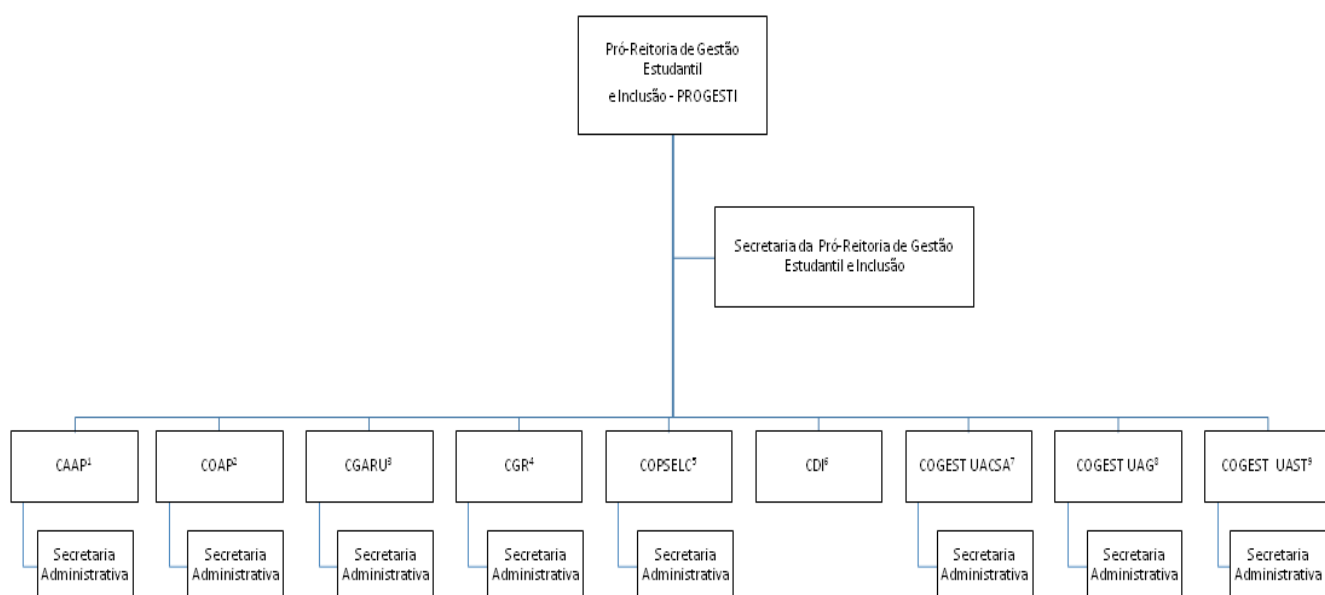 Pró-Reitoria de Gestão
Estudantil
e Inclusão - PROGESTI
Secretaria da Pró-Reitoria de Gestão
Estudantil e Inclusão
CAAP¹
COAP²
CGARU³
CGR⁴
COPSELC⁵
CDI⁶
COGEST UACSA⁷
COGEST UAG⁸
COGEST UAST⁹
Secretaria
Administrativa
Secretaria
Administrativa
Secretaria
Administrativa
Secretaria
Administrativa
Secretaria
Administrativa
Secretaria
Administrativa
Secretaria
Administrativa
Secretaria
Administrativa